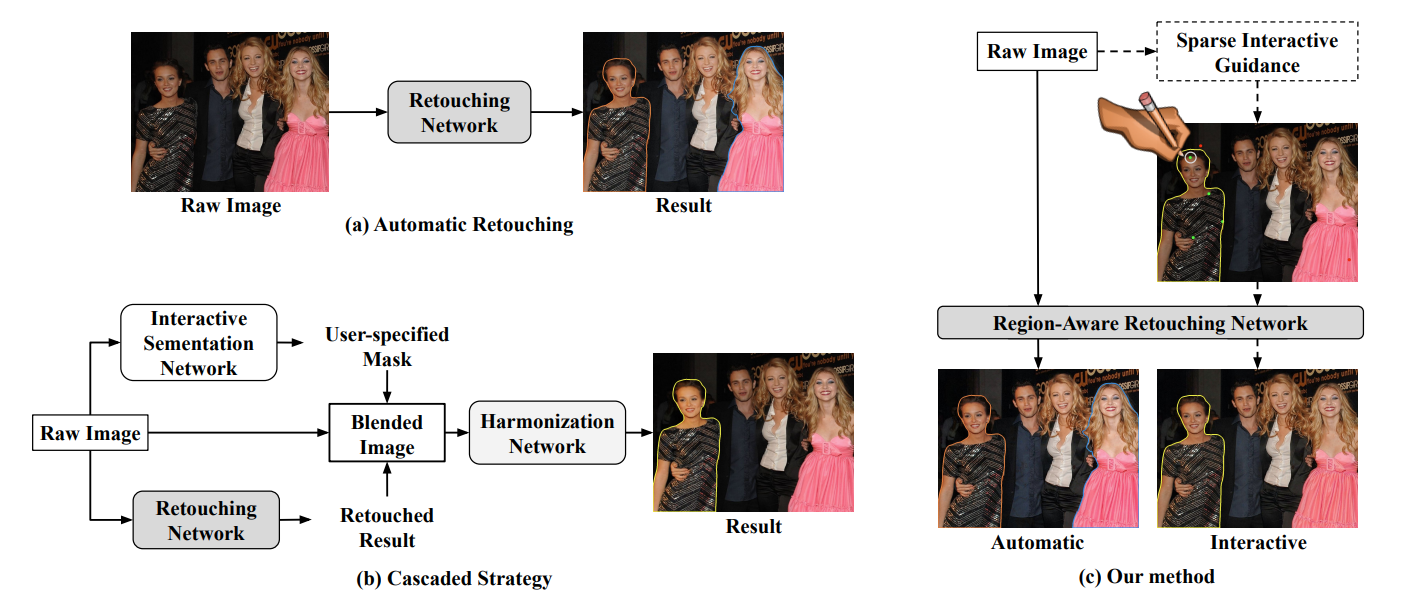 Raw Image
Retouching
Network
Result
(a) Automatic Retouching
Interactive
Sementation
Network
User-specified
Mask
Raw Image
Blended
Image
Harmonization
Network
Retouching
Network
Retouched
Result
Result
(b) Cascaded Strategy
Raw Image
Sparse Interactive
Guidance
Region-Aware Retouching Network
Automatic
Interactive
(c) Our method